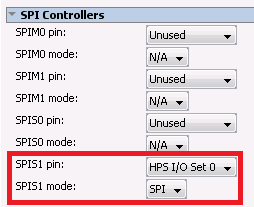 SPI Controllers
SPIM0 pin: Unused
SPIM0 mode: N/A
SPIM1 pin: Unused
SPIM1 mode: N/A
SPIS0 pin: Unused
SPIS0 mode: N/A
SPIS1 pin: HPS I/O Set 0
SPIS1 mode: SPI